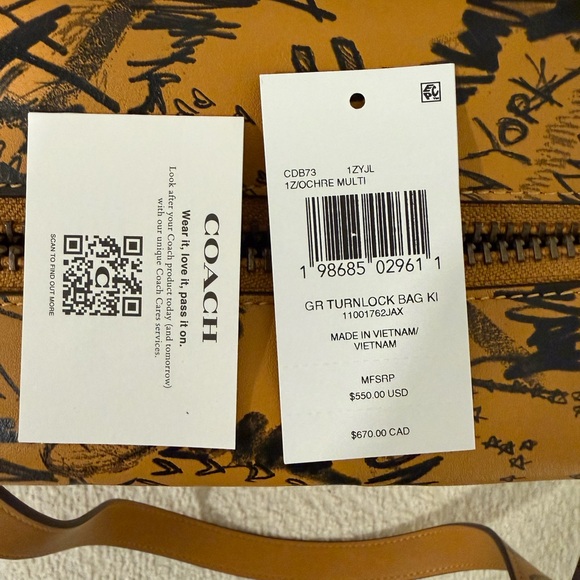 YORK
COACH
Wear it, love it, pass it on.
Look after your Coach product today (and tomorrow)
with our unique Coach Cares services.
C
SCAN TO FIND OUT MORE
CDB73 1ZYJL
1Z/OCHRE MULTI
1 98685 02961 1
GR TURNLOCK BAG KI
11001762JAX
MADE IN VIETNAM/
VIETNAM
MFSRP
$550.00 USD
$670.00 CAD